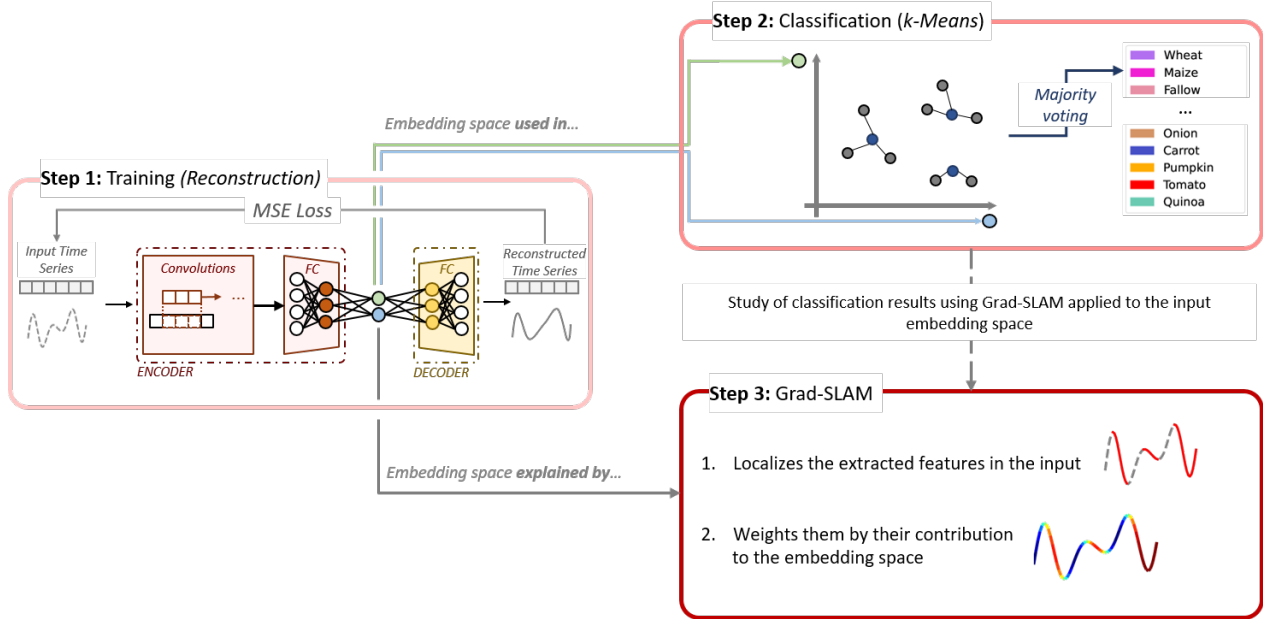 Step 1: Training (Reconstruction)
MSE Loss
Input Time
Series
Reconstructed
Time Series
Convolutions
...
FC
FC
ENCODER
DECODER
Embedding space used in...
Embedding space explained by...
Step 2: Classification (k-Means)
Majority
voting
Wheat
Maize
Fallow
...
Onion
Carrot
Pumpkin
Tomato
Quinoa
Study of classification results using Grad-SLAM applied to the input
embedding space
Step 3: Grad-SLAM
1. Localizes the extracted features in the input
2. Weights them by their contribution
to the embedding space